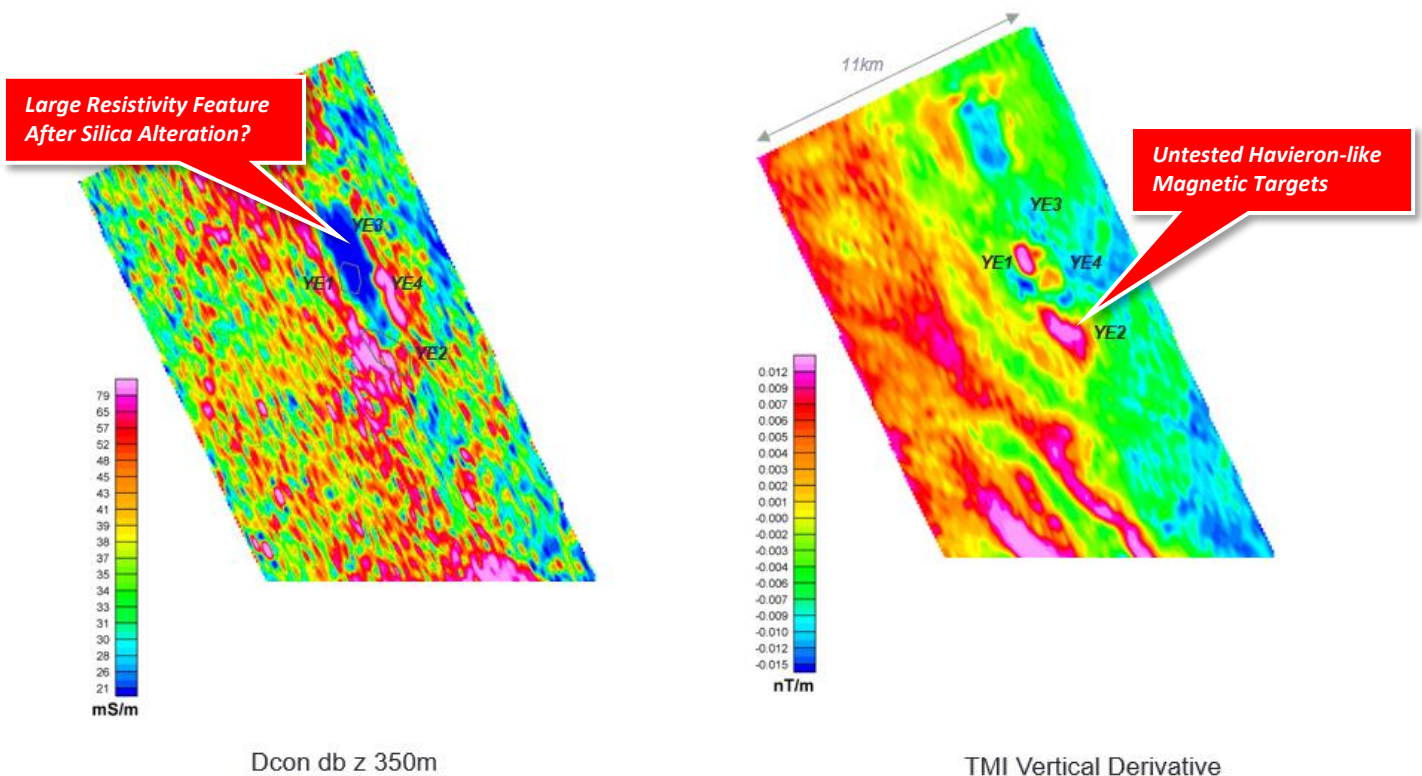 Large Resistivity Feature
After Silica Alteration?
YE3
YE1
YE4
YE2
79
65
57
52
48
45
43
41
39
38
37
35
34
33
31
30
28
26
21
mS/m
Dcon db z 350m
11km
Untested Havieron-like
Magnetic Targets
YE3
YE1
YE4
YE2
0.012
0.009
0.007
0.006
0.005
0.004
0.003
0.002
0.001
-0.000
-0.003
-0.004
-0.006
-0.007
-0.009
-0.010
-0.012
-0.015
nT/m
TMI Vertical Derivative